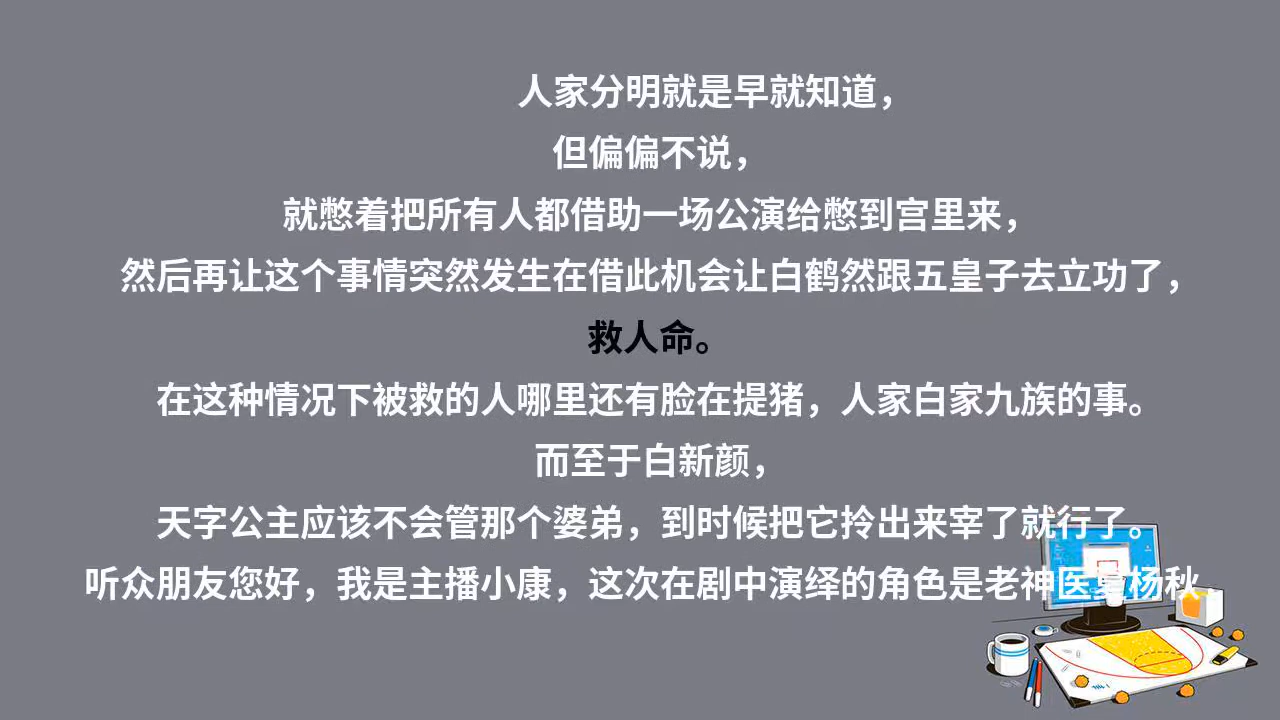 人家分明就是早就知道，
但偏偏不说，
就憋着把所有人都借助一场公演给憋到宫里来，
然后再让这个事情突然发生在借此机会让白鹤然跟五皇子去立功了，
救人命。
在这种情况下被救的人哪里还有脸在提猪，人家白家九族的事。
而至于白新颜，
天字公主应该不会管那个婆弟，到时候把它拎出来宰了就行了。
听众朋友您好，我是主播小康，这次在剧中演绎的角色是老神医 杨秋，